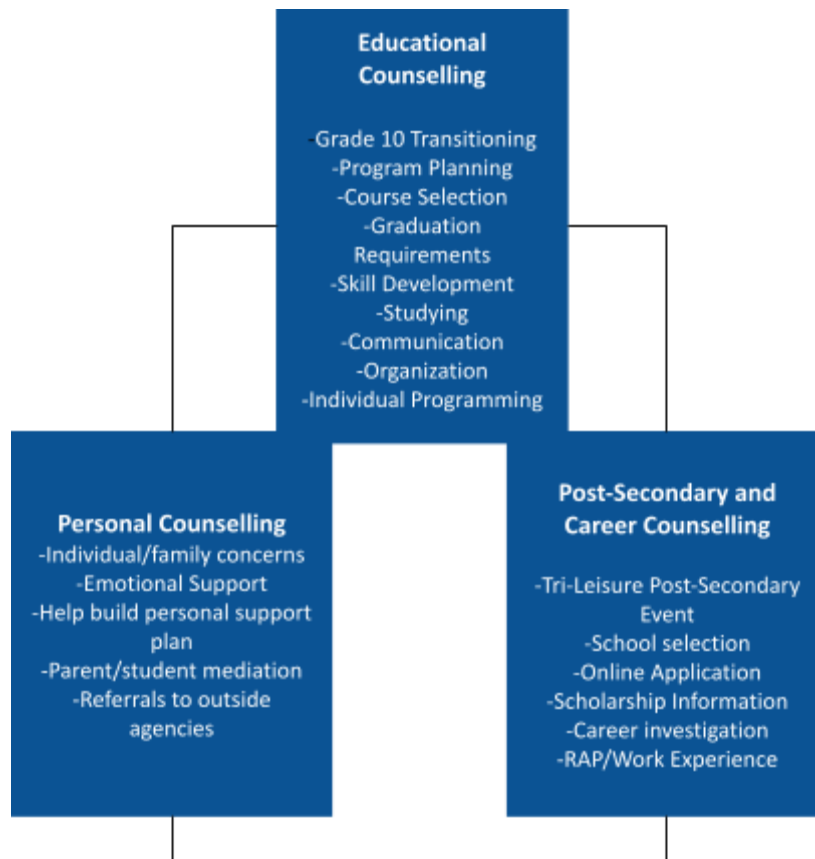 Educational
Counselling
-Grade 10 Transitioning
-Program Planning
-Course Selection
-Graduation
Requirements
-Skill Development
-Studying
-Communication
-Organization
-Individual Programming
Personal Counselling
-Individual/family concerns
-Emotional Support
-Help build personal support
plan
-Parent/student mediation
-Referrals to outside
agencies
Post-Secondary and
Career Counselling
-Tri-Leisure Post-Secondary
Event
-School selection
-Online Application
-Scholarship Information
-Career investigation
-RAP/Work Experience